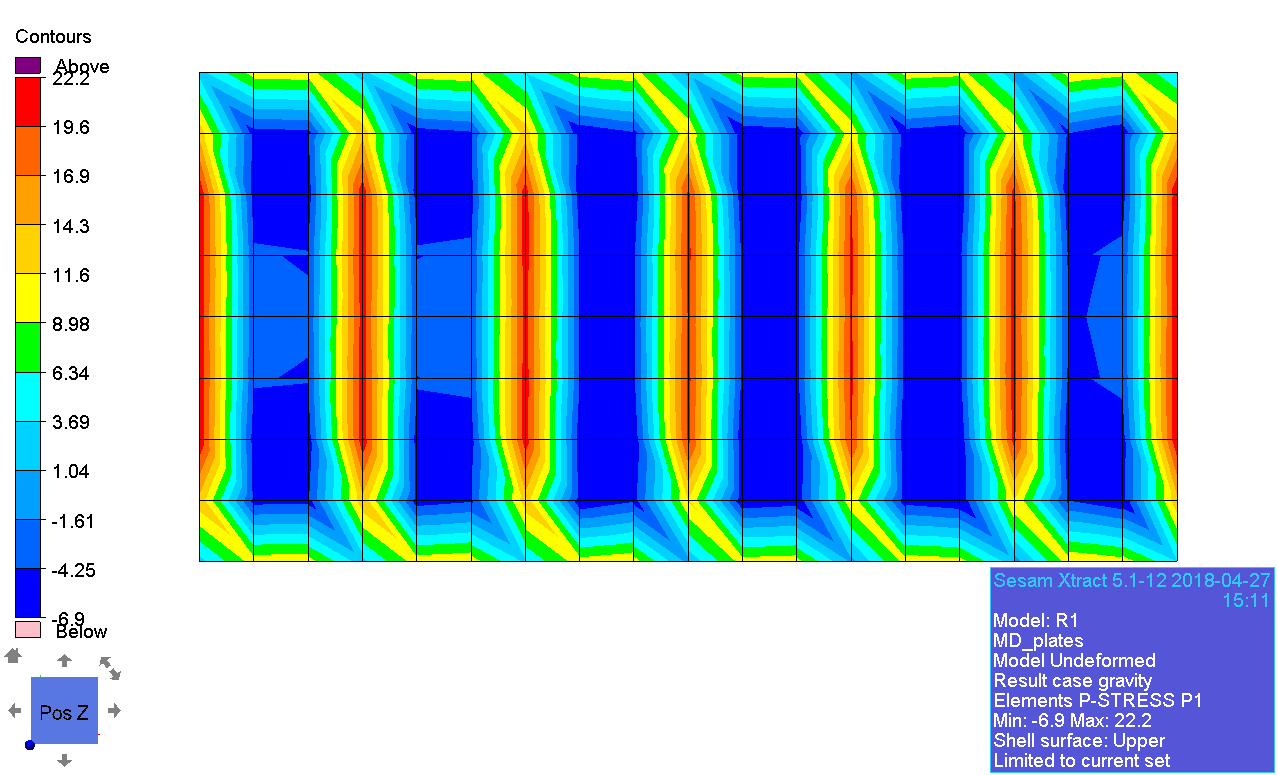 Contours
Above
22.2
19.6
16.9
14.3
11.6
8.98
6.34
3.69
1.04
-1.61
-4.25
-6.9
Below
Pos Z
Sesam Xtract 5.1-12 2018-04-27
15:11
Model: R1
MD_plates
Model Undeformed
Result case gravity
Elements P-STRESS P1
Min: -6.9 Max: 22.2
Shell surface: Upper
Limited to current set